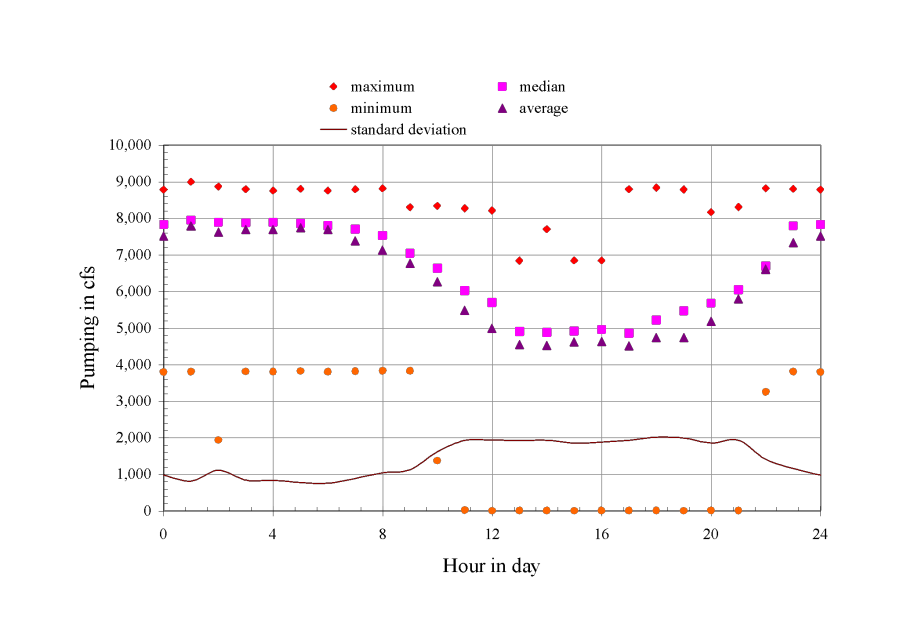 maximum
median
minimum
average
standard deviation
10,000
9,000
8,000
7,000
6,000
5,000
4,000
3,000
2,000
1,000
0
Pumping in cfs
0 4 8 12 16 20 24
Hour in day